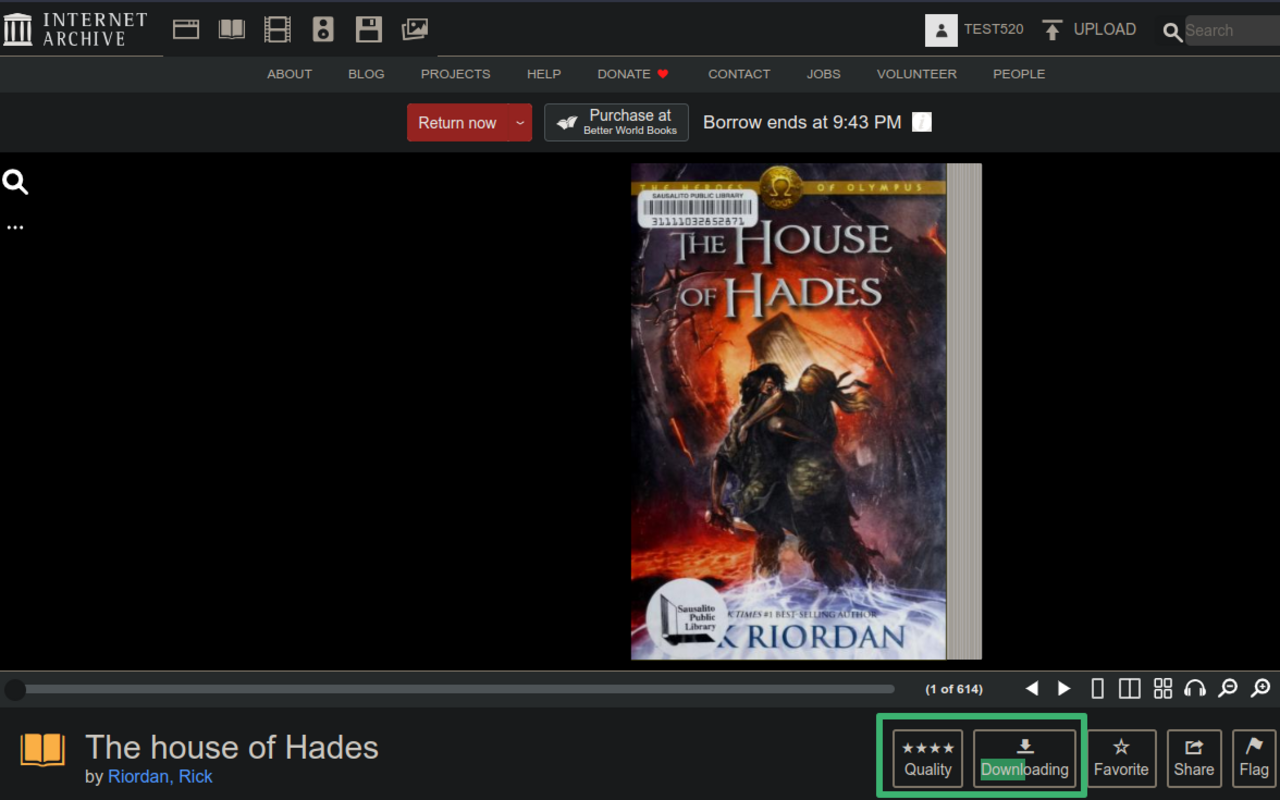 INTERNET
ARCHIVE
TEST520
UPLOAD
Search
ABOUT
BLOG
PROJECTS
HELP
DONATE
CONTACT
JOBS
VOLUNTEER
PEOPLE
Return now
Purchase at
Better World Books
Borrow ends at 9:43 PM
THE HEROES OF OLYMPUS
SAUSALITO PUBLIC LIBRARY
31111032852871
THE HOUSE
OF HADES
Sausalito
Public
Library
K TIMES #1 BEST-SELLING AUTHOR
K RIORDAN
(1 of 614)
The house of Hades
by Riordan, Rick
Quality
Downloading
Favorite
Share
Flag